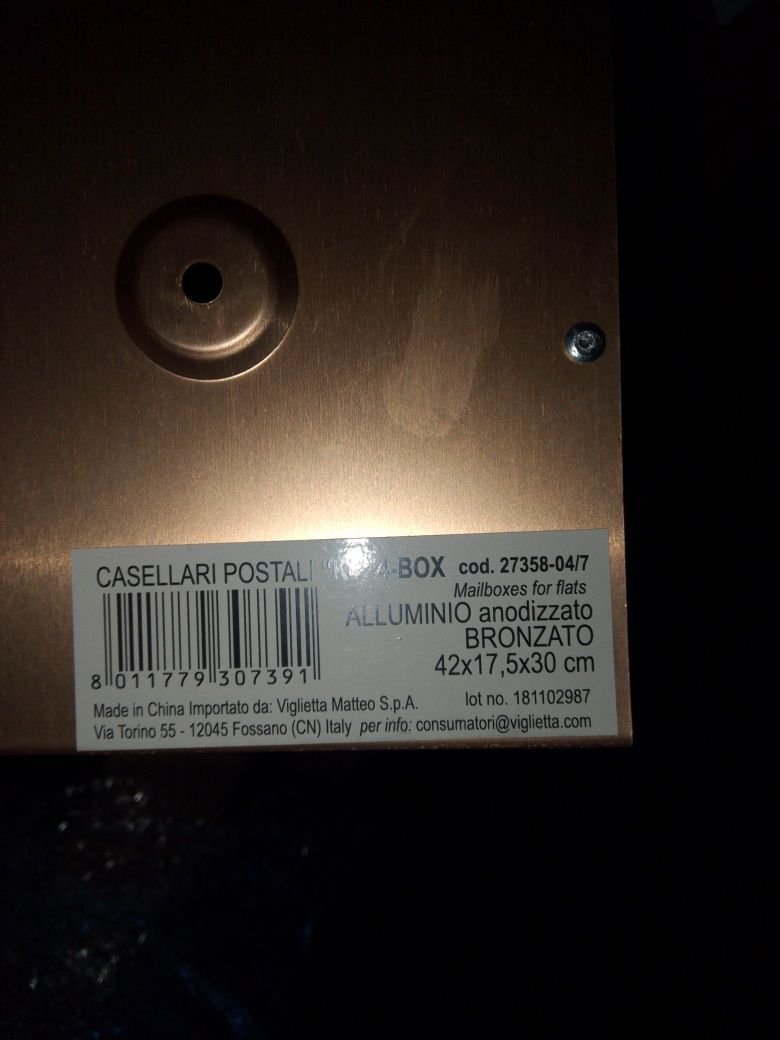 CASELLARI POSTALI 4-BOX cod. 27358-04/7
Mailboxes for flats
ALLUMINIO anodizzato
BRONZATO
42x17,5x30 cm
8 011779 307391
lot no. 181102987
Made in China Importato da: Viglietta Matteo S.p.A.
Via Torino 55 - 12045 Fossano (CN) Italy per info: consumatori@viglietta.com